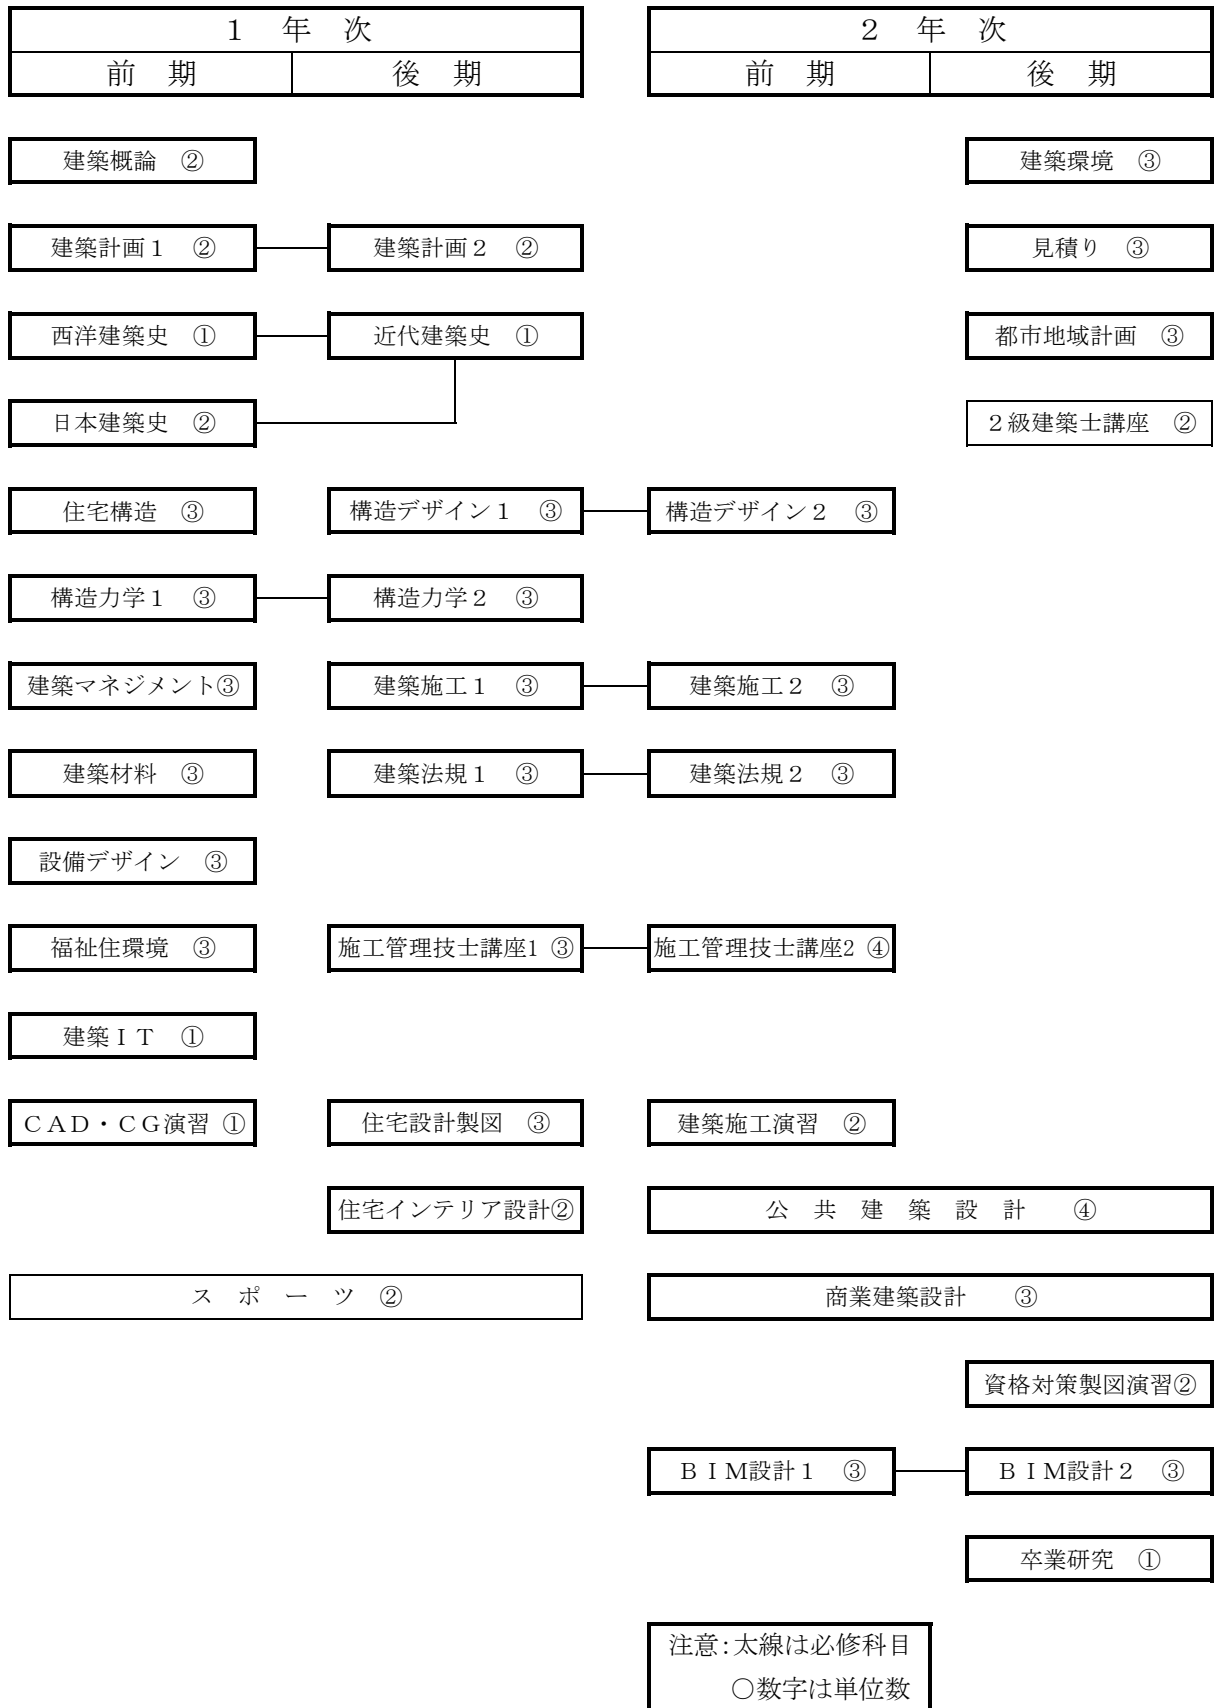 １　年　次
２　年　次
前　期
後　期
前　期
後　期
建築概論　②
建築環境　③
建築計画１　②
建築計画２　②
見積り　③
西洋建築史　①
近代建築史　①
都市地域計画　③
日本建築史　②
２級建築士講座　②
住宅構造　③
構造デザイン１　③
構造デザイン２　③
構造力学１　③
構造力学２　③
建築マネジメント③
建築施工１　③
建築施工２　③
建築材料　③
建築法規１　③
建築法規２　③
設備デザイン　③
福祉住環境　③
施工管理技士講座1 ③
施工管理技士講座2 ④
建築ＩＴ　①
ＣＡＤ・ＣＧ演習 ①
住宅設計製図　③
建築施工演習　②
住宅インテリア設計②
公　共　建　築　設　計　　④
ス　ポ　ー　ツ　②
商業建築設計　　③
資格対策製図演習②
ＢＩＭ設計１　③
ＢＩＭ設計２　③
卒業研究　①
注意:太線は必修科目
○数字は単位数